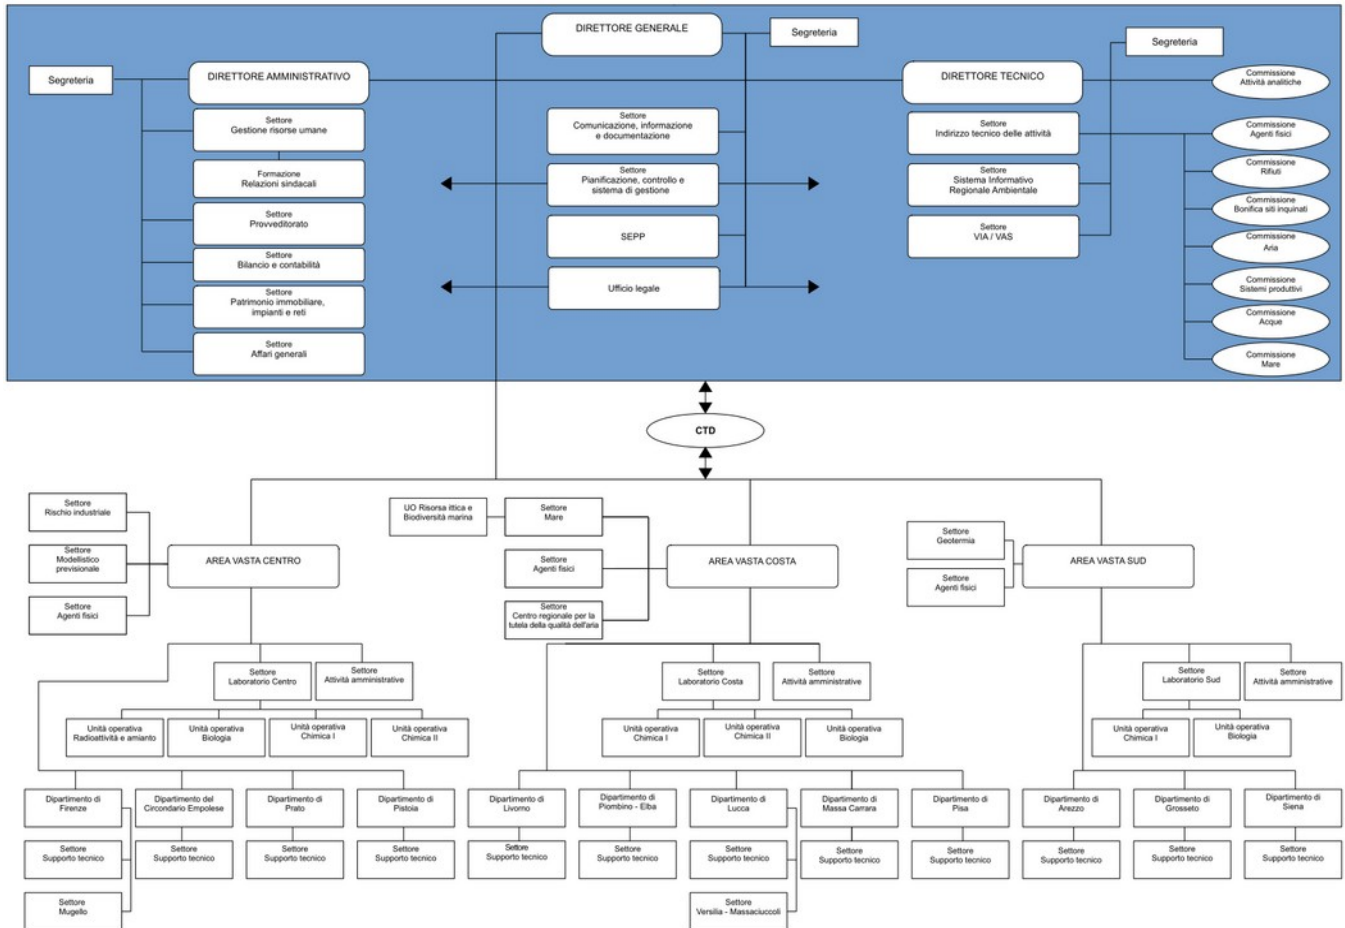 DIRETTORE GENERALE
Segreteria
Segreteria
Segreteria
DIRETTORE AMMINISTRATIVO
DIRETTORE TECNICO
Commissione
Attività analitiche
Settore
Gestione risorse umane
Formazione
Relazioni sindacali
Settore
Provveditorato
Settore
Bilancio e contabilità
Settore
Patrimonio immobiliare,
impianti e reti
Settore
Affari generali
Settore
Comunicazione, informazione
e documentazione
Settore
Pianificazione, controllo e
sistema di gestione
SEPP
Ufficio legale
Settore
Indirizzo tecnico delle attività
Settore
Sistema Informativo
Regionale Ambientale
Settore
VIA / VAS
Commissione
Agenti fisici
Commissione
Rifiuti
Commissione
Bonifica siti inquinati
Commissione
Aria
Commissione
Sistemi produttivi
Commissione
Acque
Commissione
Mare
CTD
Settore
Rischio industriale
Settore
Modellistico
previsionale
Settore
Agenti fisici
AREA VASTA CENTRO
UO Risorsa ittica e
Biodiversità marina
Settore
Mare
Settore
Agenti fisici
Settore
Centro regionale per la
tutela della qualità dell'aria
AREA VASTA COSTA
Settore
Geotermia
Settore
Agenti fisici
AREA VASTA SUD
Settore
Laboratorio Centro
Settore
Attività amministrative
Settore
Laboratorio Costa
Settore
Attività amministrative
Settore
Laboratorio Sud
Settore
Attività amministrative
Unità operativa
Radioattività e amianto
Unità operativa
Biologia
Unità operativa
Chimica I
Unità operativa
Chimica II
Unità operativa
Chimica I
Unità operativa
Chimica II
Unità operativa
Biologia
Unità operativa
Chimica I
Unità operativa
Biologia
Dipartimento di
Firenze
Dipartimento del
Circondario Empolese
Dipartimento di
Prato
Dipartimento di
Pistoia
Dipartimento di
Livorno
Dipartimento di
Piombino - Elba
Dipartimento di
Lucca
Dipartimento di
Massa Carrara
Dipartimento di
Pisa
Dipartimento di
Arezzo
Dipartimento di
Grosseto
Dipartimento di
Siena
Settore
Supporto tecnico
Settore
Supporto tecnico
Settore
Supporto tecnico
Settore
Supporto tecnico
Settore
Supporto tecnico
Settore
Supporto tecnico
Settore
Supporto tecnico
Settore
Supporto tecnico
Settore
Supporto tecnico
Settore
Supporto tecnico
Settore
Supporto tecnico
Settore
Supporto tecnico
Settore
Mugello
Settore
Versilia - Massaciuccoli